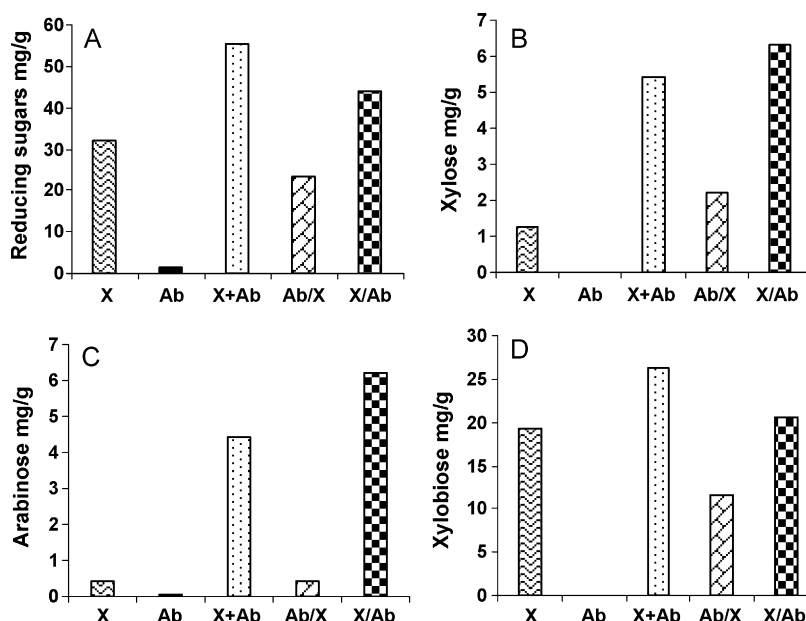 A
Reducing sugars mg/g
60
50
40
30
20
10
0
X Ab X+Ab Ab/X X/Ab
B
Xylose mg/g
7
6
5
4
3
2
1
0
X Ab X+Ab Ab/X X/Ab
C
Arabinose mg/g
7
6
5
4
3
2
1
0
X Ab X+Ab Ab/X X/Ab
D
Xylobiose mg/g
30
25
20
15
10
5
0
X Ab X+Ab Ab/X X/Ab